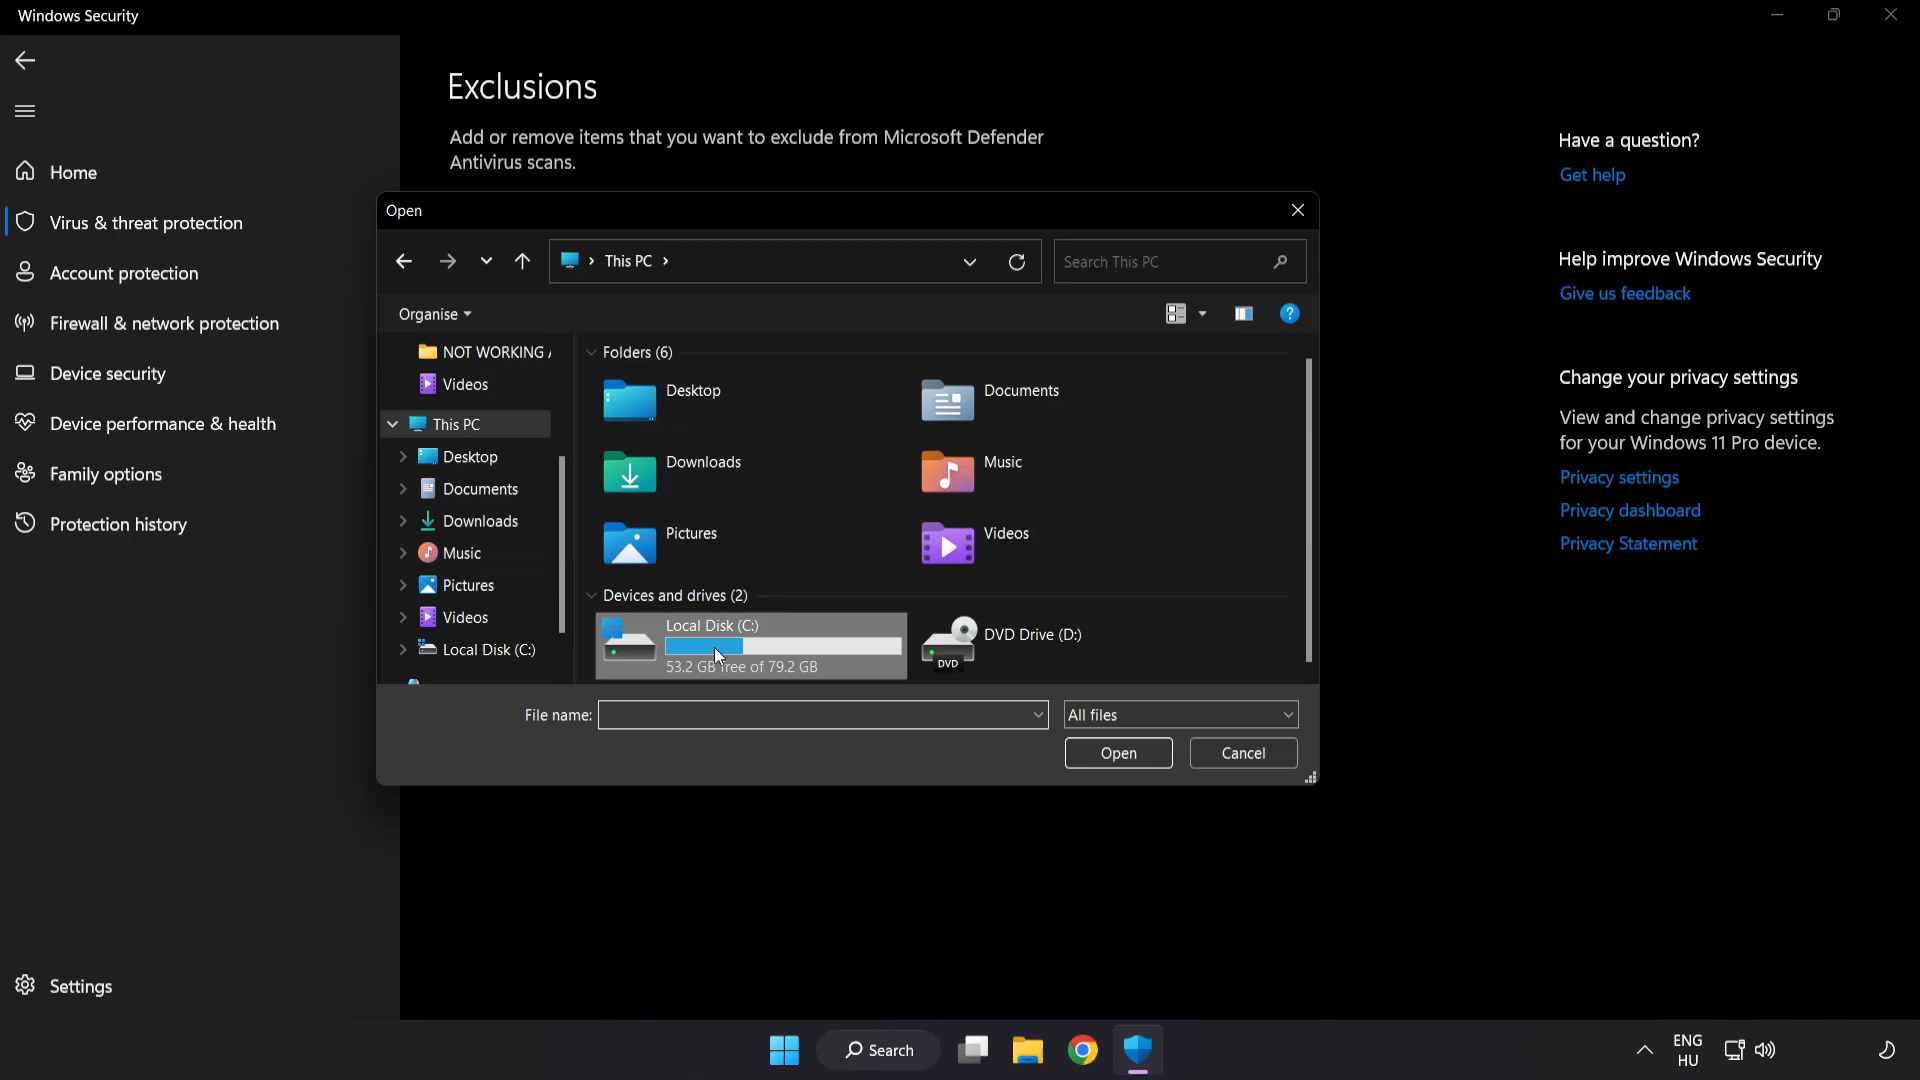 Windows Security
Home
Virus & threat protection
Account protection
Firewall & network protection
Device security
Device performance & health
Family options
Protection history
Settings
Exclusions
Add or remove items that you want to exclude from Microsoft Defender
Antivirus scans.
Open
This PC
Search This PC
Organise
NOT WORKING
Videos
This PC
Desktop
Documents
Downloads
Music
Pictures
Videos
Local Disk (C:)
Folders (6)
Desktop
Documents
Downloads
Music
Pictures
Videos
Devices and drives (2)
Local Disk (C:)
53.2 GB free of 79.2 GB
DVD Drive (D:)
DVD
File name:
All files
Open
Cancel
Have a question?
Get help
Help improve Windows Security
Give us feedback
Change your privacy settings
View and change privacy settings
for your Windows 11 Pro device.
Privacy settings
Privacy dashboard
Privacy Statement
Search
ENG
HU